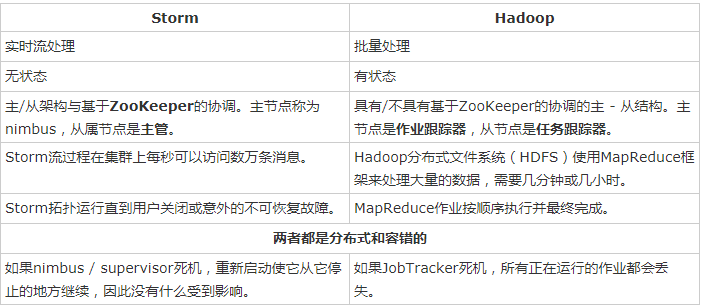 Storm
Hadoop
实时流处理
批量处理
无状态
有状态
主/从架构与基于ZooKeeper的协调。主节点称为
nimbus，从属节点是主管。
具有/不具有基于ZooKeeper的协调的主 - 从结构。主
节点是作业跟踪器，从节点是任务跟踪器。
Storm流过程在集群上每秒可以访问数万条消息。
Hadoop分布式文件系统（HDFS）使用MapReduce框
架来处理大量的数据，需要几分钟或几小时。
Storm拓扑运行直到用户关闭或意外的不可恢复故障。
MapReduce作业按顺序执行并最终完成。
两者都是分布式和容错的
如果nimbus / supervisor死机，重新启动使它从它停
止的地方继续，因此没有什么受到影响。
如果JobTracker死机，所有正在运行的作业都会丢
失。